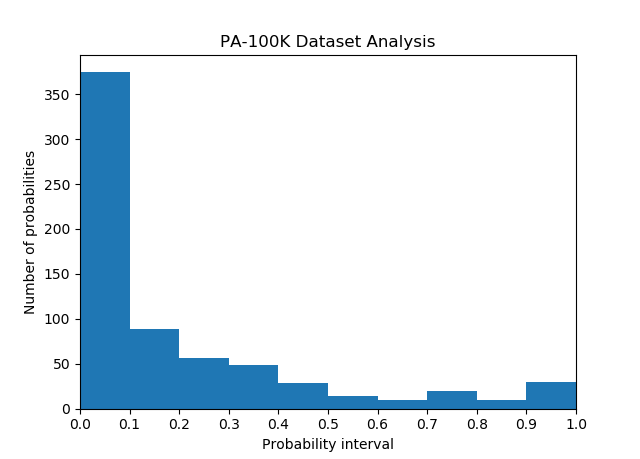 PA-100K Dataset Analysis
350
300
250
200
150
100
50
0
Number of probabilities
0.0 0.1 0.2 0.3 0.4 0.5 0.6 0.7 0.8 0.9 1.0
Probability interval